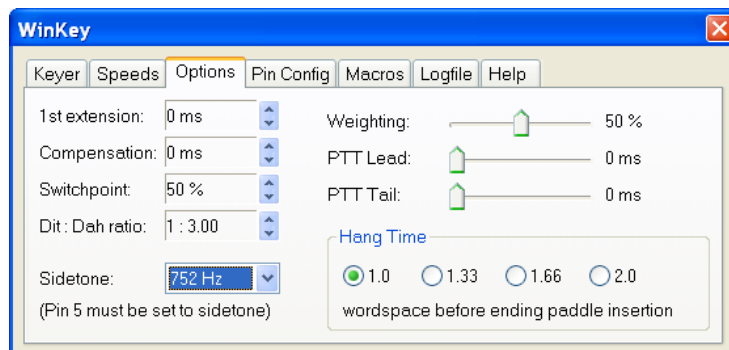 WinKey
Keyer Speeds Options Pin Config Macros Logfile Help
1st extension: 0 ms
Compensation: 0 ms
Switchpoint: 50 %
Dit : Dah ratio: 1 : 3.00
Sidetone: 752 Hz
(Pin 5 must be set to sidetone)
Weighting: 50 %
PTT Lead: 0 ms
PTT Tail: 0 ms
Hang Time
1.0 1.33 1.66 2.0
wordspace before ending paddle insertion